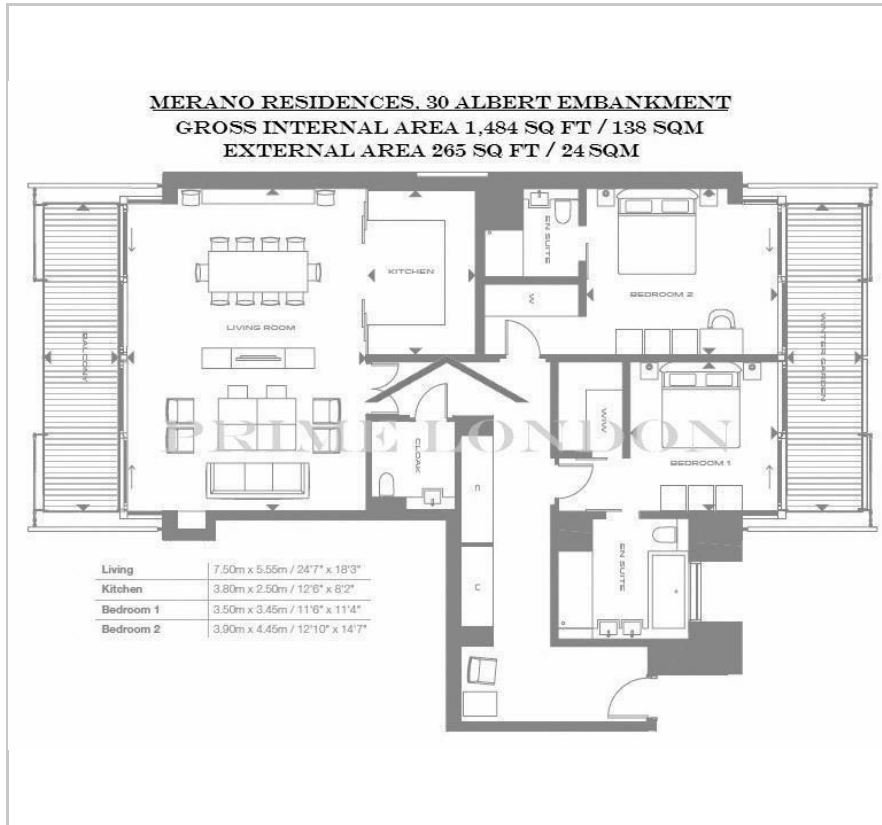 MERANO RESIDENCES, 30 ALBERT EMBANKMENT
GROSS INTERNAL AREA 1,484 SQ FT / 138 SQM
EXTERNAL AREA 265 SQ FT / 24 SQM
EN SUITE
KITCHEN
W
BEDROOM 2
LIVING ROOM
BALCONY
WINTER GARDEN
PRIME LONDON
W/W
CLOAK
BEDROOM 1
n
EN SUITE
c
Living 7.50m x 5.55m / 24'7" x 18'3"
Kitchen 3.80m x 2.50m / 12'6" x 8'2"
Bedroom 1 3.50m x 3.45m / 11'6" x 11'4"
Bedroom 2 3.90m x 4.45m / 12'10" x 14'7"